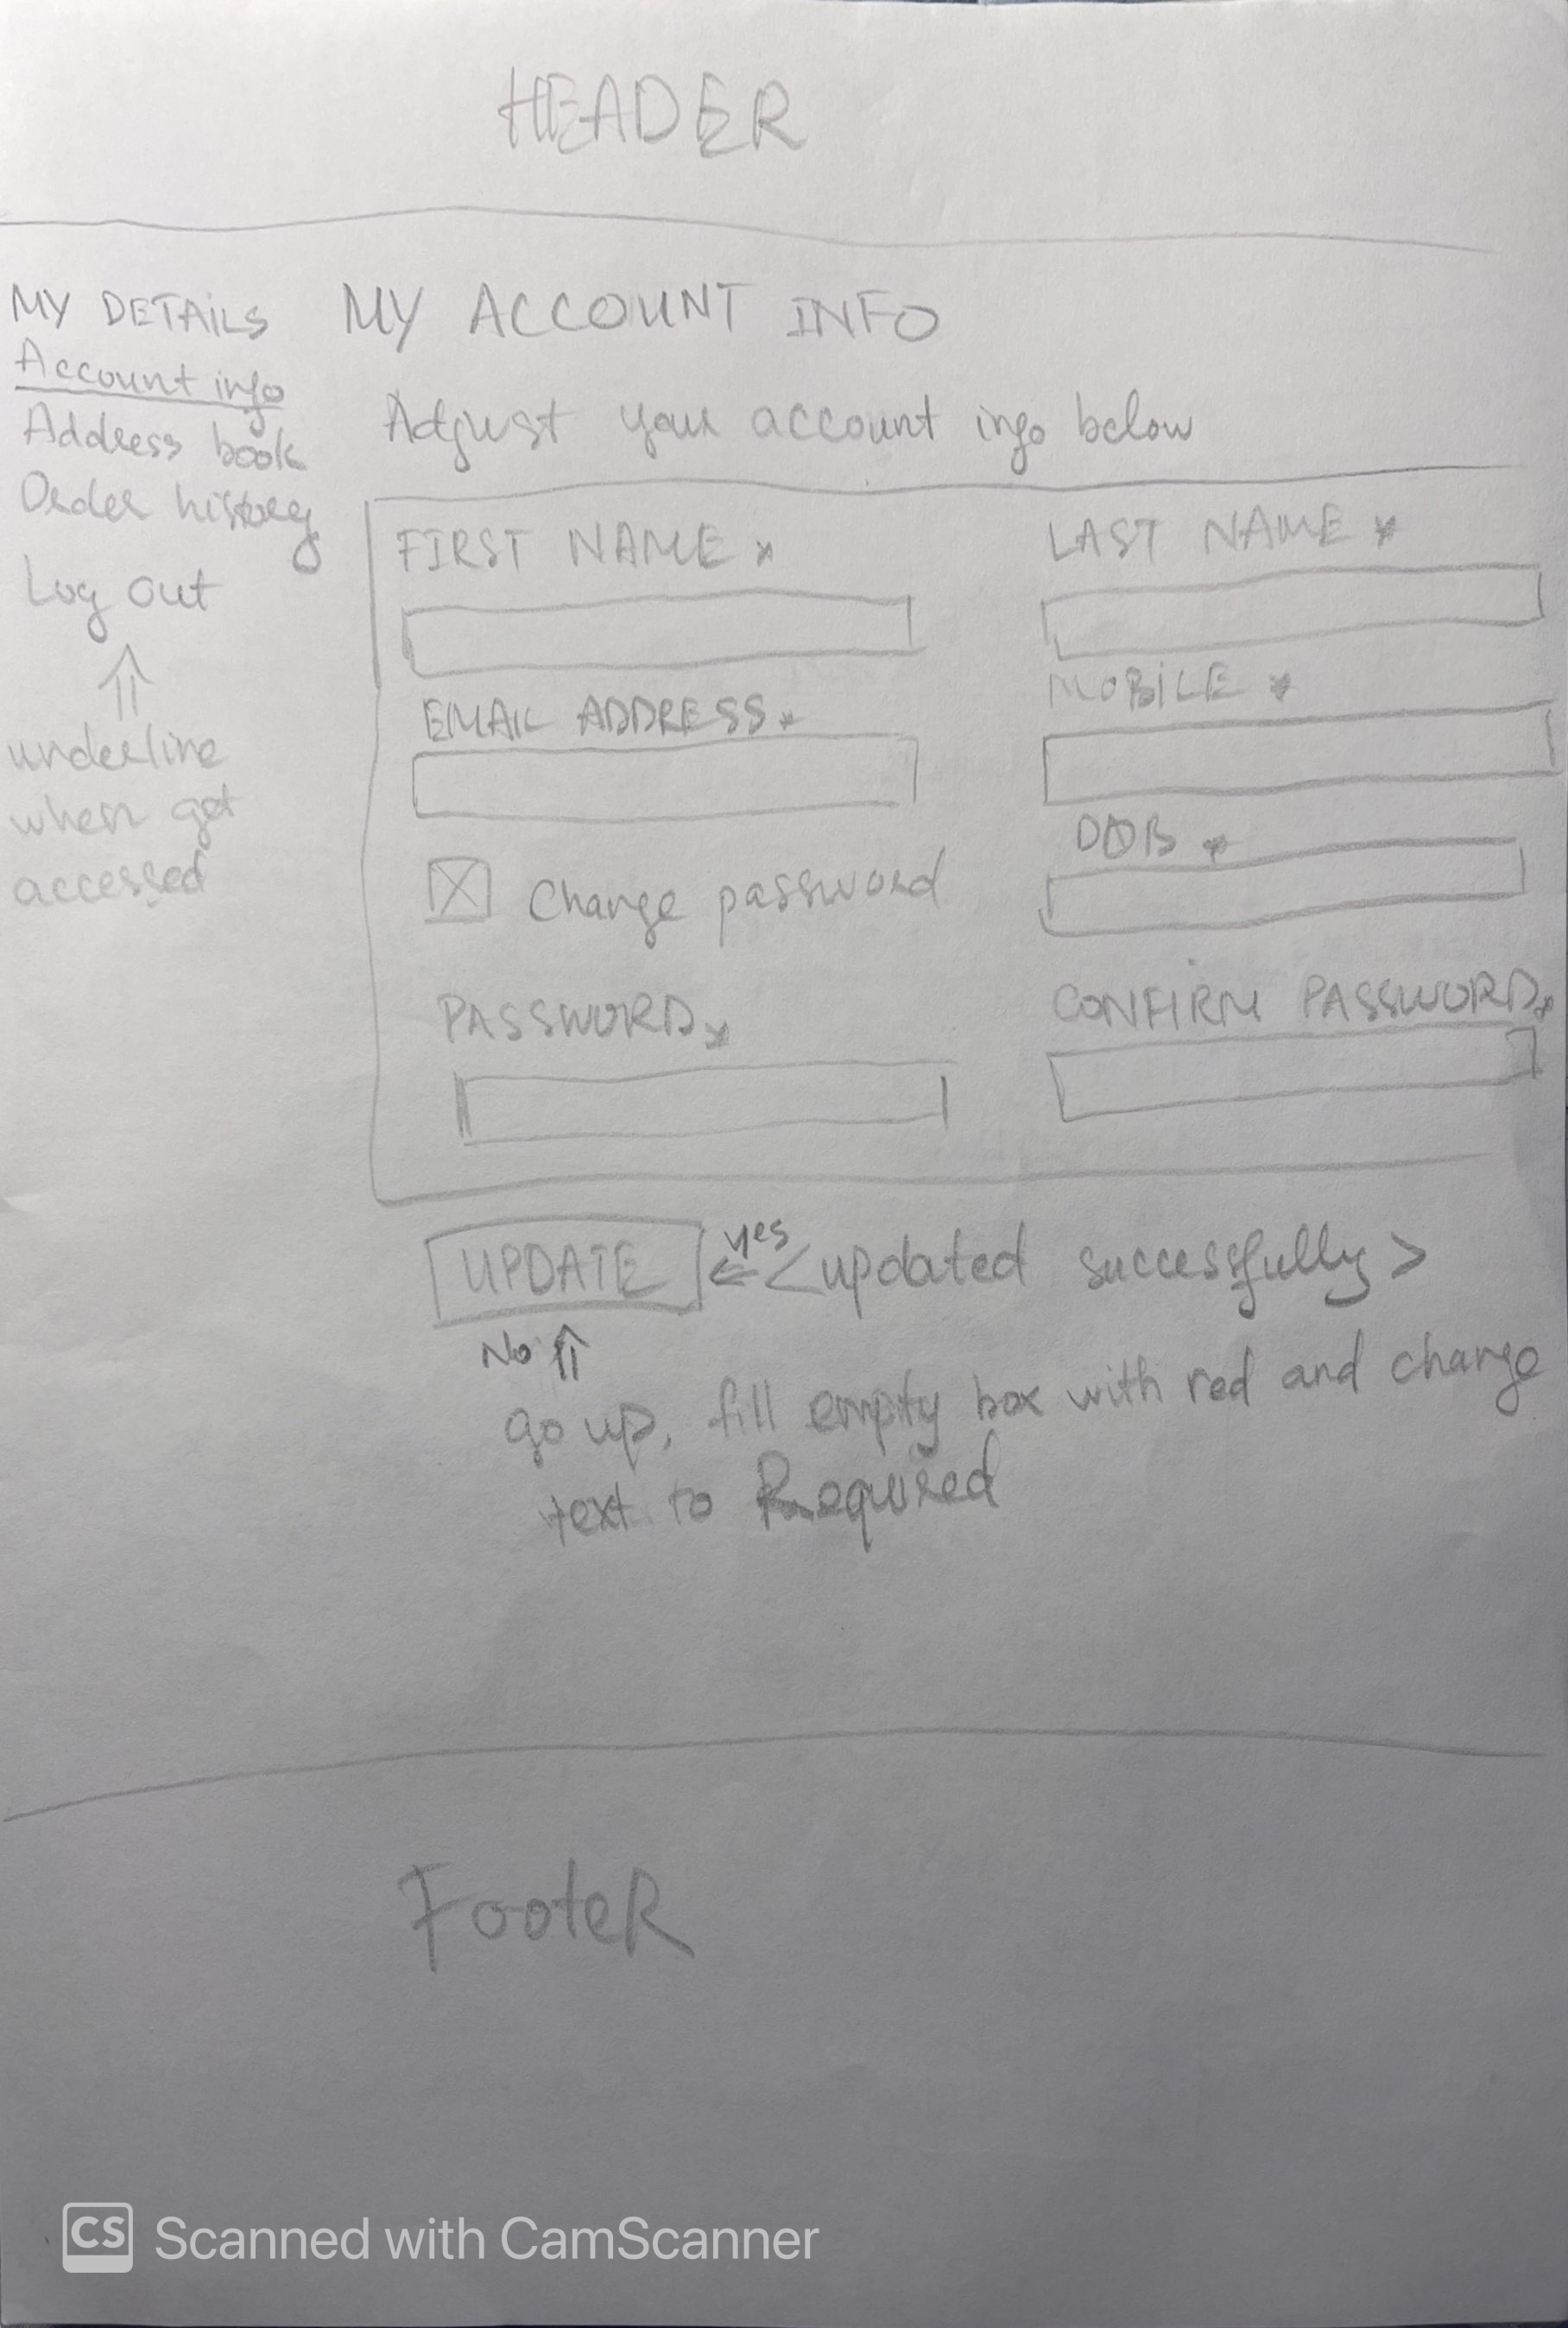 HEADER
MY DETAILS
Account info
Address book
Order history
Log out
⇑
underline
when get
accessed
MY ACCOUNT INFO
Adjust your account info below
FIRST NAME *
LAST NAME *
EMAIL ADDRESS *
MOBILE *
DOB *
Change password
PASSWORD *
CONFIRM PASSWORD *
UPDATE ⇐ yes <updated successfully>
No ⇑
go up, fill empty box with red and change
text to Required
FooteR
CS Scanned with CamScanner